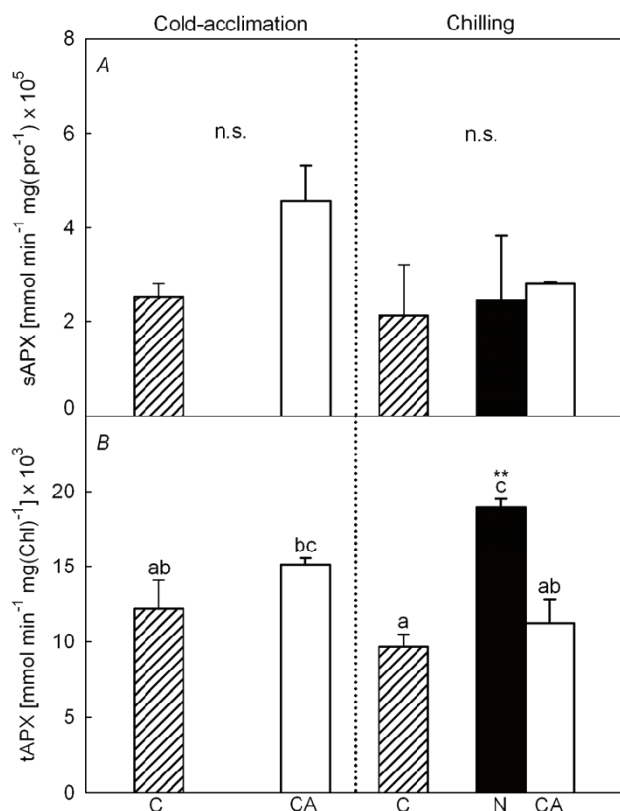 Cold-acclimation Chilling
A
8
6
4
2
0
n.s. n.s.
sAPX [mmol min⁻¹ mg(pro⁻¹) x 10⁵
B
20
15
10
5
0
ab bc a ** c ab
tAPX [mmol min⁻¹ mg(Chl)⁻¹] x 10³
C CA C N CA